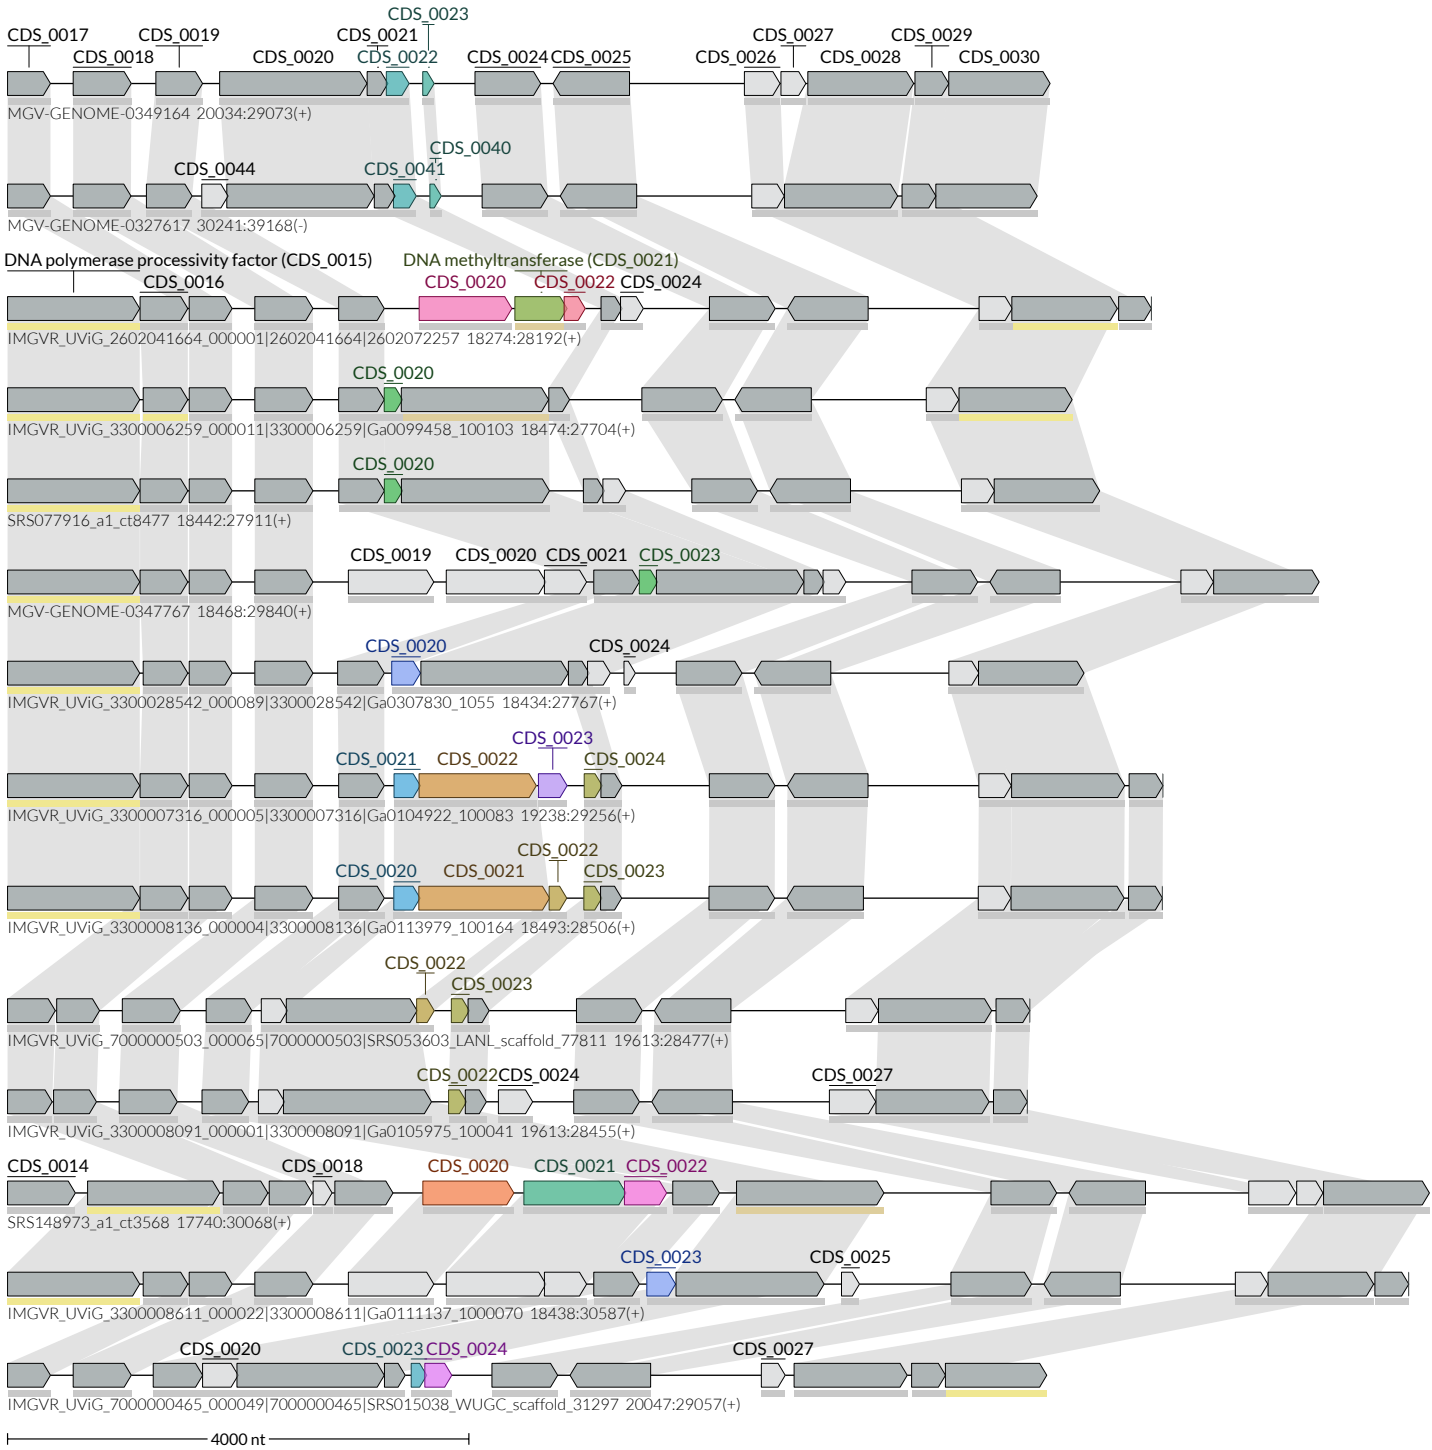 CDS_0023
CDS_0017 CDS_0019 CDS_0021 CDS_0027 CDS_0029
CDS_0018 CDS_0020 CDS_0022 CDS_0024 CDS_0025 CDS_0026 CDS_0028 CDS_0030
MGV-GENOME-0349164 20034:29073(+)
CDS_0040
CDS_0044 CDS_0041
MGV-GENOME-0327617 30241:39168(-)
DNA polymerase processivity factor (CDS_0015) DNA methyltransferase (CDS_0021)
CDS_0016 CDS_0020 CDS_0022 CDS_0024
IMGVR_UViG_2602041664_000001|2602041664|2602072257 18274:28192(+)
CDS_0020
IMGVR_UViG_3300006259_000011|3300006259|Ga0099458_100103 18474:27704(+)
CDS_0020
SRS077916_a1_ct8477 18442:27911(+)
CDS_0019 CDS_0020 CDS_0021 CDS_0023
MGV-GENOME-0347767 18468:29840(+)
CDS_0020 CDS_0024
IMGVR_UViG_3300028542_000089|3300028542|Ga0307830_1055 18434:27767(+)
CDS_0023
CDS_0021 CDS_0022 CDS_0024
IMGVR_UViG_3300007316_000005|3300007316|Ga0104922_100083 19238:29256(+)
CDS_0022
CDS_0020 CDS_0021 CDS_0023
IMGVR_UViG_3300008136_000004|3300008136|Ga0113979_100164 18493:28506(+)
CDS_0022
CDS_0023
IMGVR_UViG_7000000503_000065|7000000503|SRS053603_LANL_scaffold_77811 19613:28477(+)
CDS_0022 CDS_0024 CDS_0027
IMGVR_UViG_3300008091_000001|3300008091|Ga0105975_100041 19613:28455(+)
CDS_0014 CDS_0018 CDS_0020 CDS_0021 CDS_0022
SRS148973_a1_ct3568 17740:30068(+)
CDS_0023 CDS_0025
IMGVR_UViG_3300008611_000022|3300008611|Ga0111137_1000070 18438:30587(+)
CDS_0020 CDS_0023 CDS_0024 CDS_0027
IMGVR_UViG_7000000465_000049|7000000465|SRS015038_WUGC_scaffold_31297 20047:29057(+)
4000 nt